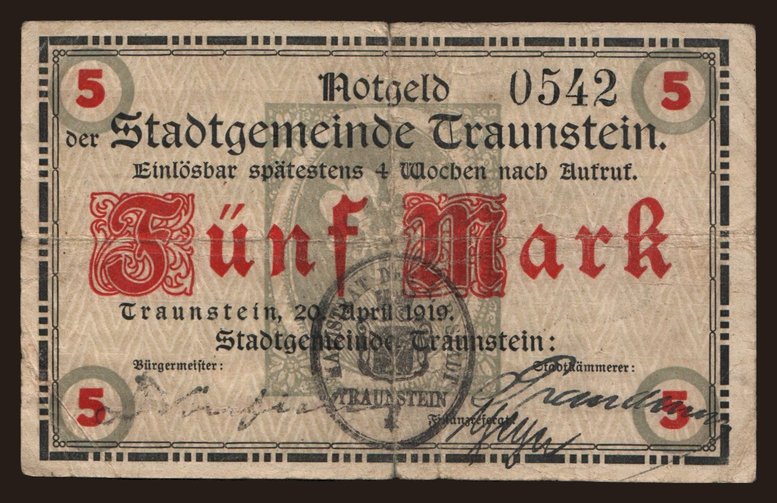 5 Notgeld 0542 5
der Stadtgemeinde Traunstein.
Einlösbar spätestens 4 Wochen nach Aufruf.
Fünf Mark
Traunstein, 20. April 1919.
Stadtgemeinde Traunstein:
Bürgermeister: Stadtkämmerer:
TRAUNSTEIN
Finanzreferat:
5 5